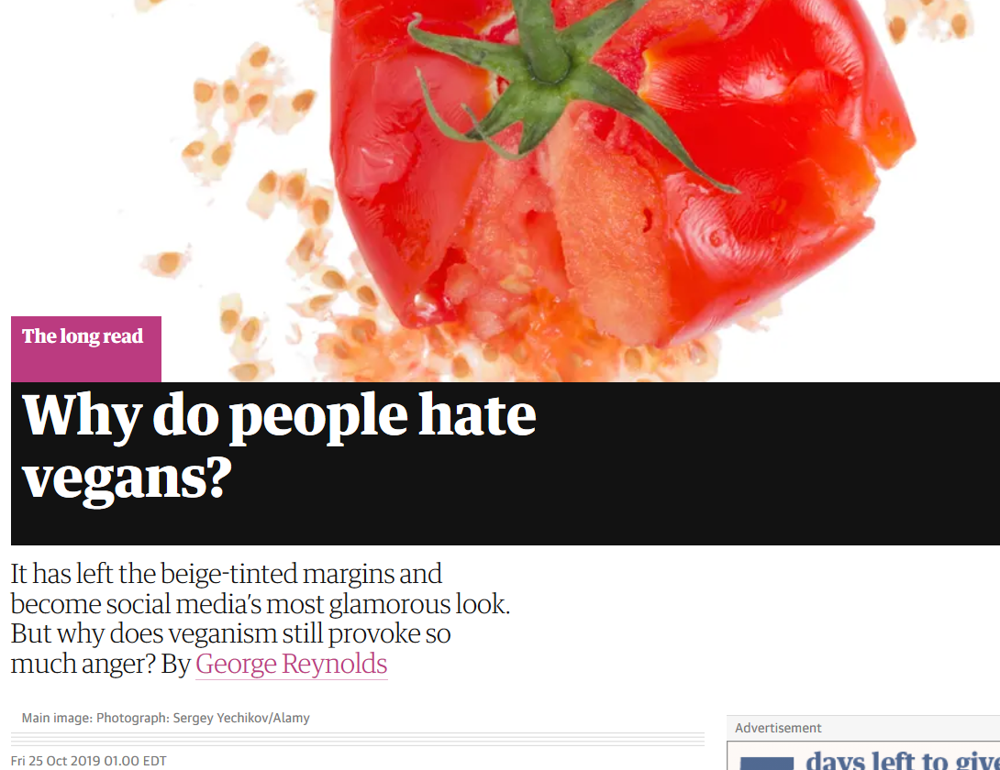 The long read
Why do people hate
vegans?
It has left the beige-tinted margins and
become social media's most glamorous look.
But why does veganism still provoke so
much anger? By George Reynolds
Main image: Photograph: Sergey Yechikov/Alamy
Advertisement
Fri 25 Oct 2019 01.00 EDT
days left to give